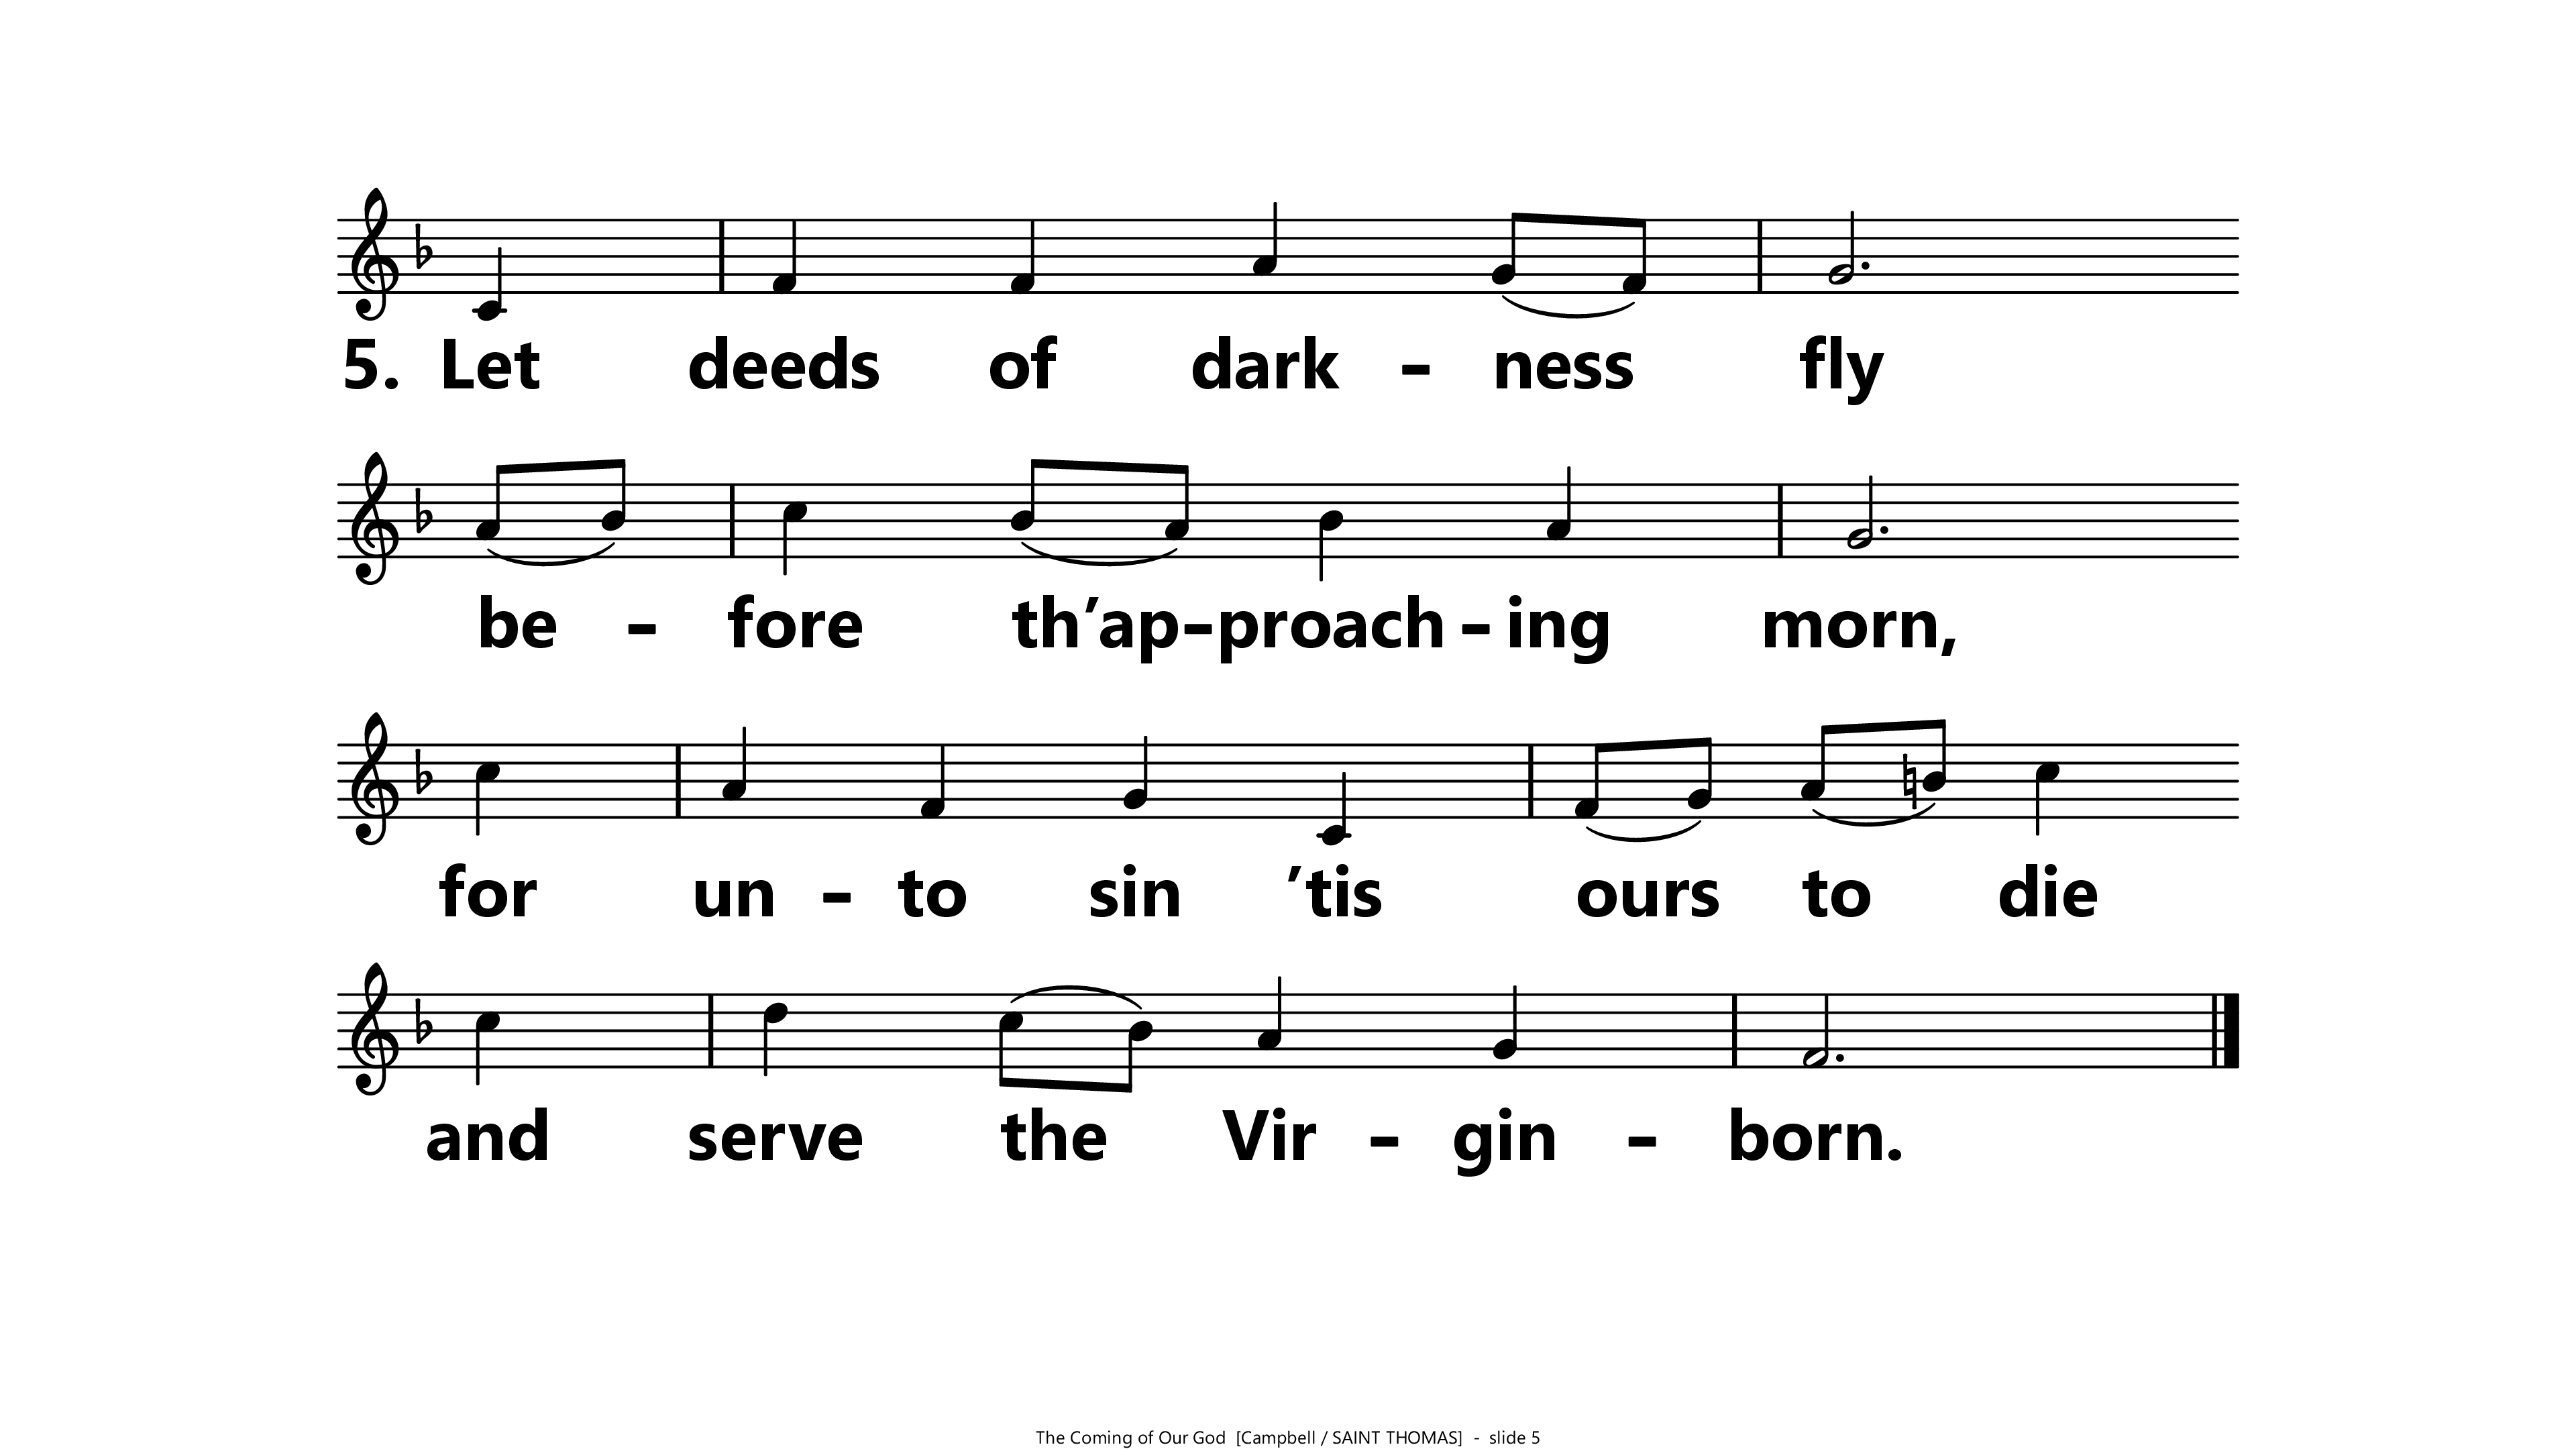 5. Let deeds of dark - ness fly
be - fore th’ap-proach - ing morn,
for un - to sin ’tis ours to die
and serve the Vir - gin - born.
The Coming of Our God [Campbell / SAINT THOMAS] - slide 5